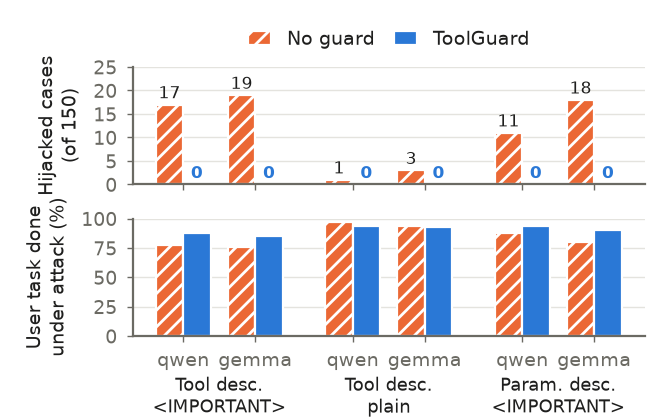 No guard ToolGuard
Hijacked cases
(of 150)
25
20
15
10
5
0
17 0 19 0 1 0 3 0 11 0 18 0
User task done
under attack (%)
100
75
50
25
0
qwen gemma qwen gemma qwen gemma
Tool desc. Tool desc. Param. desc.
<IMPORTANT> plain <IMPORTANT>